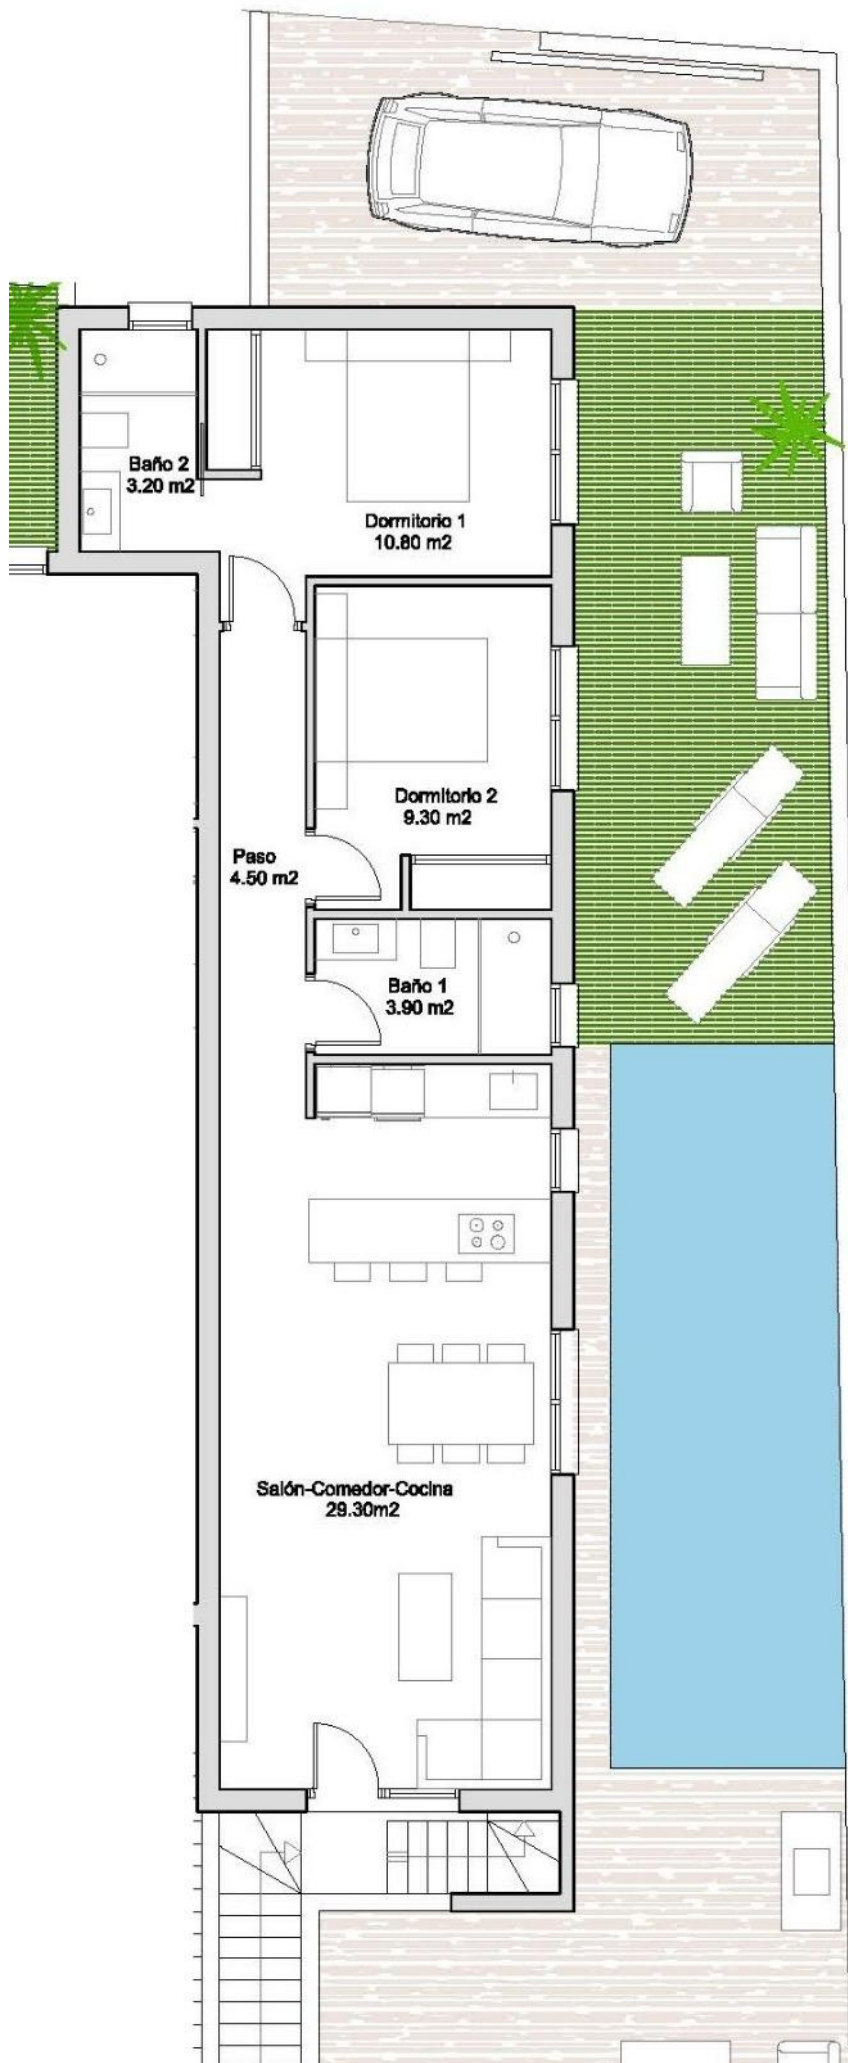 Baño 2
3.20 m2
Dormitorio 1
10.80 m2
Dormitorio 2
9.30 m2
Paso
4.50 m2
Baño 1
3.90 m2
Salón-Comedor-Cocina
29.30m2